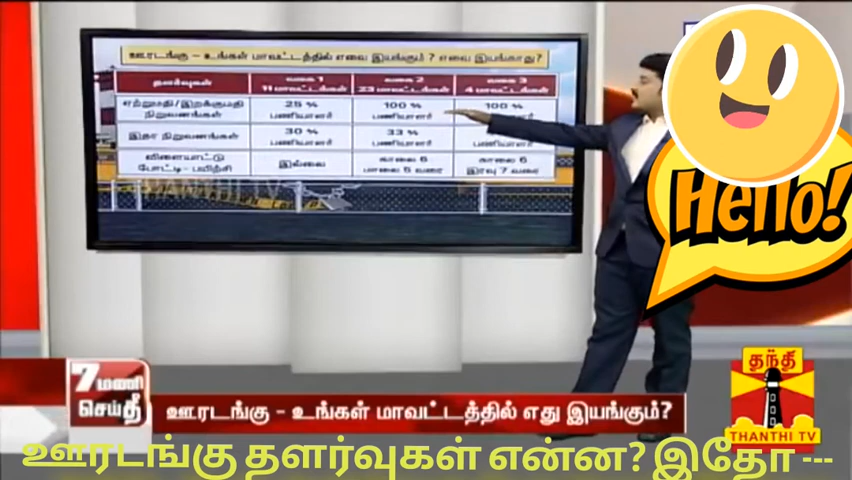 ஊரடங்கு - உங்கள் மாவட்டத்தில் எவை இயங்கும் ? எவை இயங்காது?
தளர்வுகள் வகை 1 11 மாவட்டங்கள் வகை 2 23 மாவட்டங்கள் வகை 3 4 மாவட்டங்கள்
ஏற்றுமதி/இறக்குமதி நிறுவனங்கள் 25 % பணியாளர் 100 % பணியாளர் 100 % பணியாளர்
இதர நிறுவனங்கள் 30 % பணியாளர் 33 % பணியாளர் பணியாளர்
விளையாட்டு போட்டி- பயிற்சி இல்லை காலை 6 மாலை 5 வரை காலை 6 இரவு 7 வரை
THANTHI TV
Hello!
7 மணி
செய்தீ
ஊரடங்கு - உங்கள் மாவட்டத்தில் எது இயங்கும்?
தந்தி
THANTHI TV
ஊரடங்கு தளர்வுகள் என்ன? இதோ ---